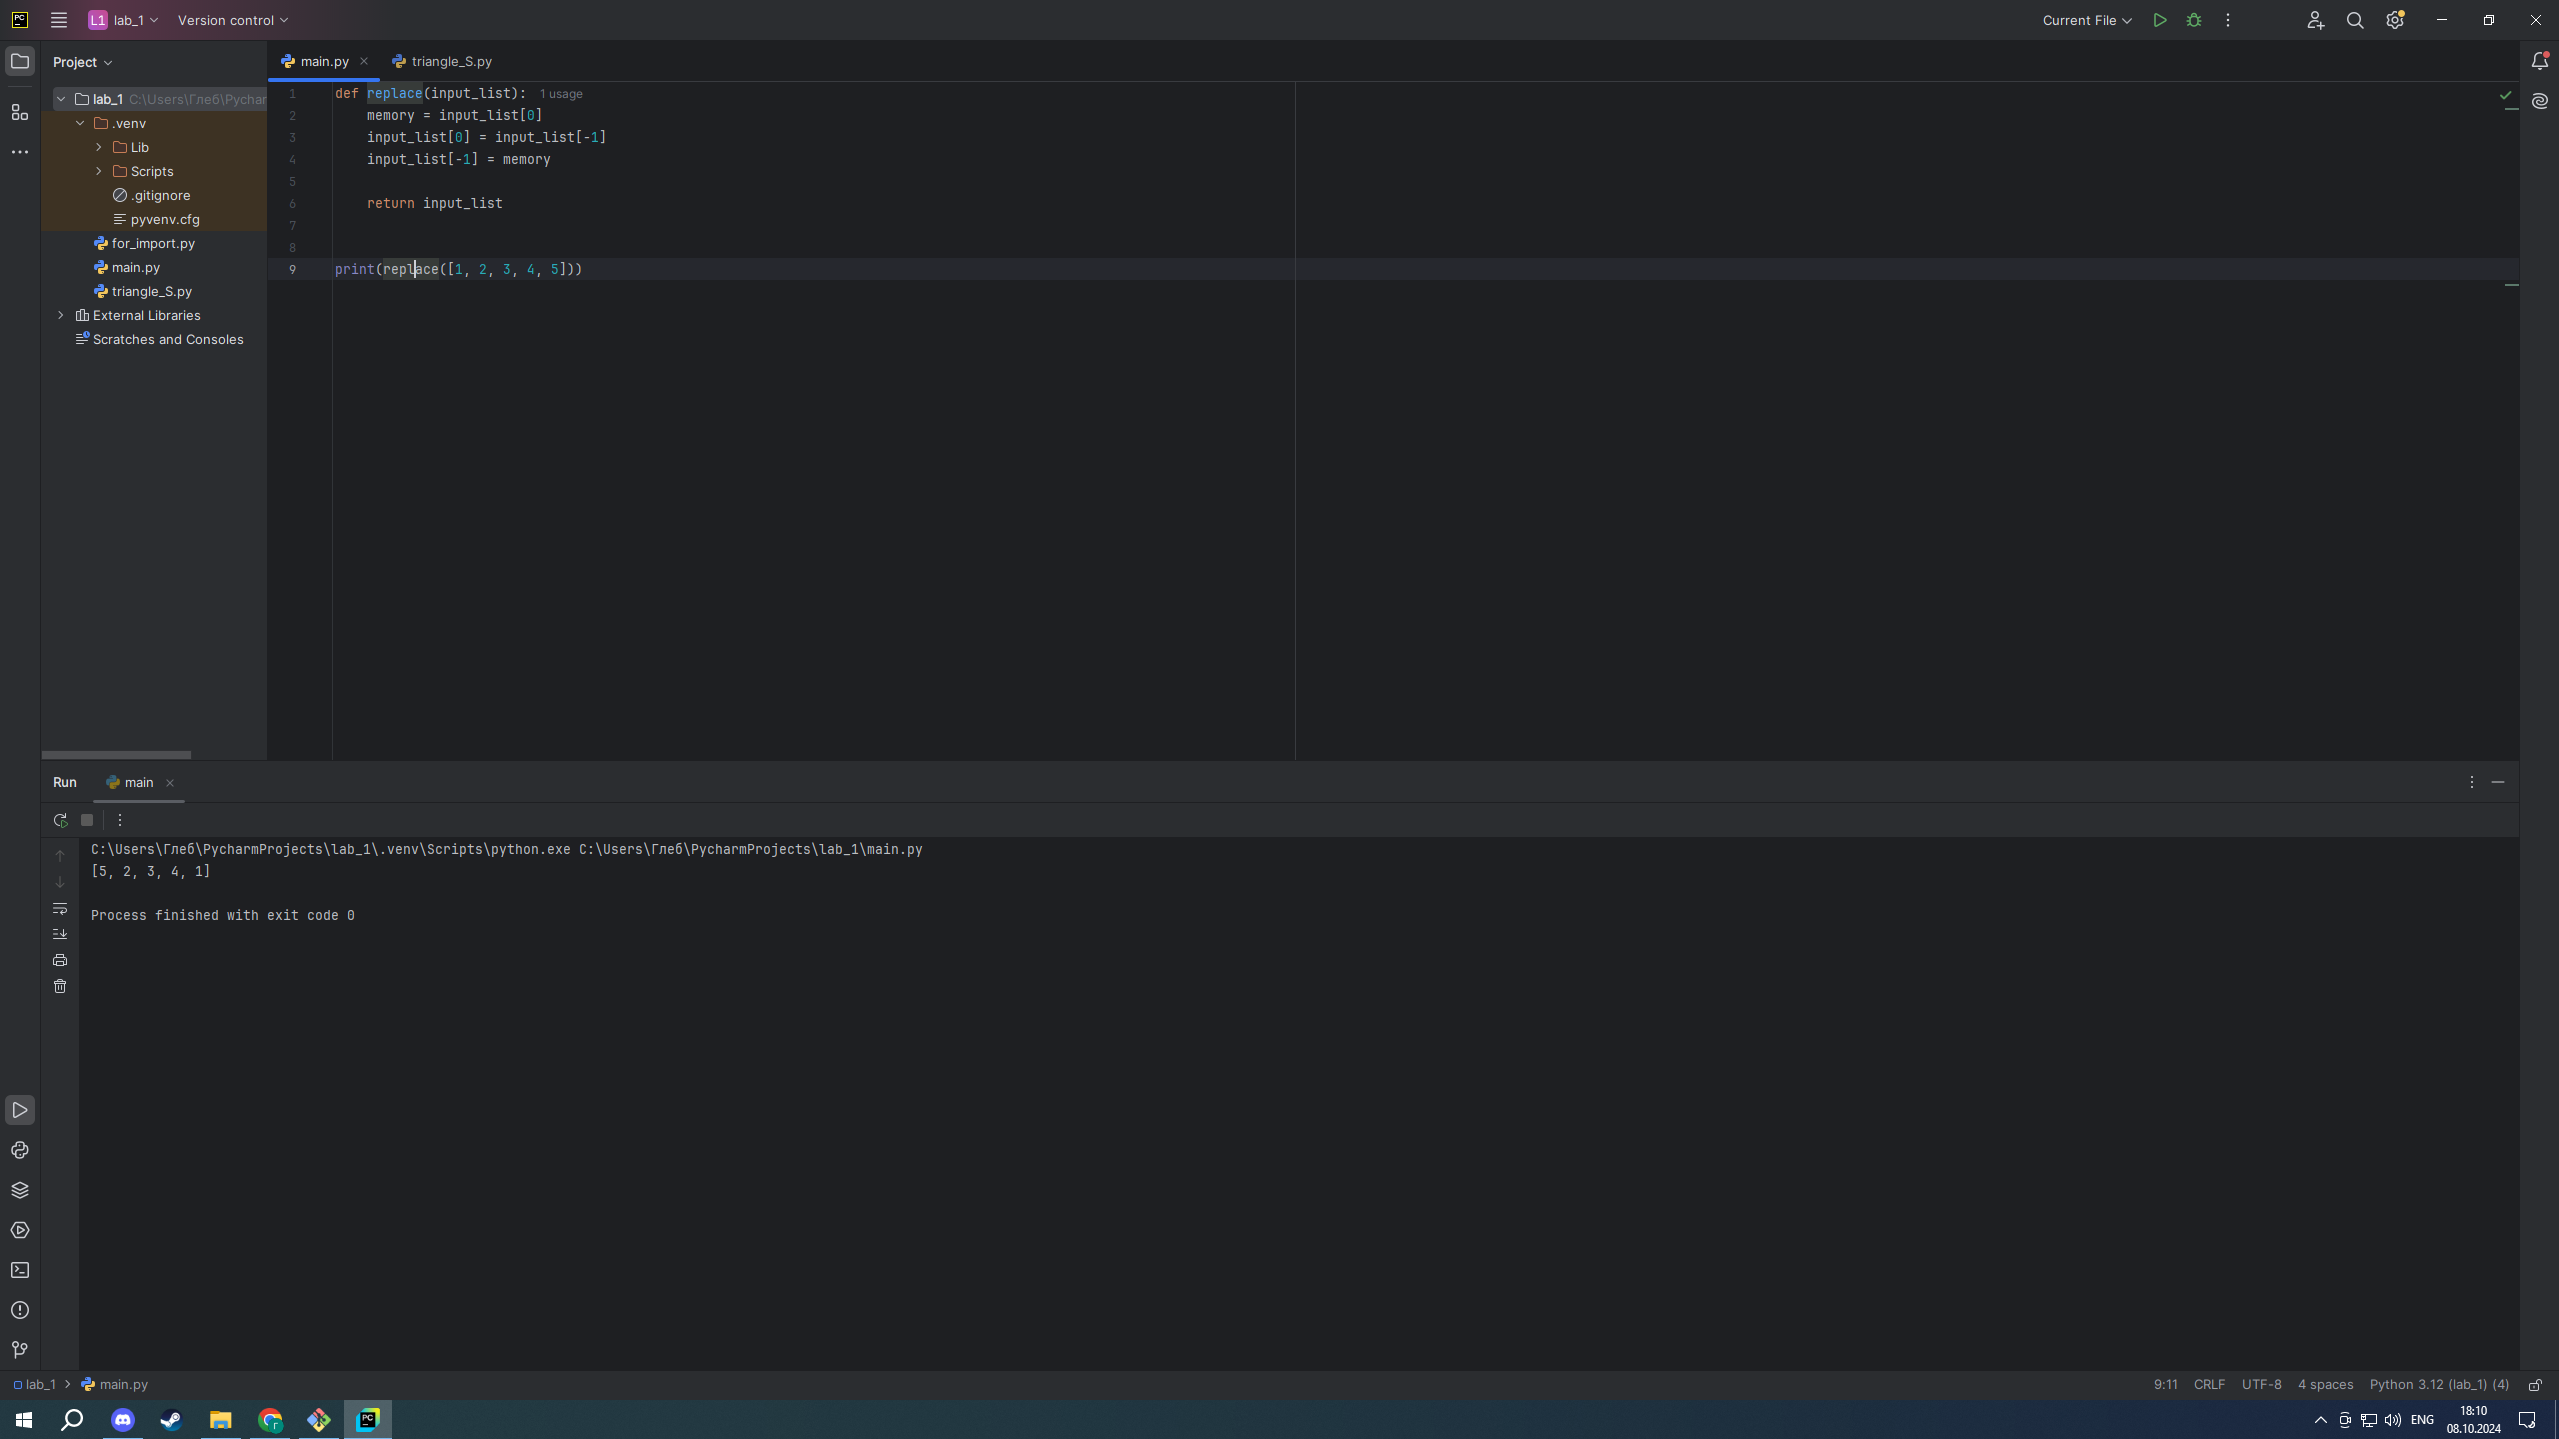 PC L1 lab_1 Version control Current File
Project main.py triangle_S.py
lab_1 C:\Users\Глеб\Pychar
.venv
Lib
Scripts
.gitignore
pyvenv.cfg
for_import.py
main.py
triangle_S.py
External Libraries
Scratches and Consoles
1 def replace(input_list): 1 usage
2 memory = input_list[0]
3 input_list[0] = input_list[-1]
4 input_list[-1] = memory
5
6 return input_list
7
8
9 print(replace([1, 2, 3, 4, 5]))
Run main
C:\Users\Глеб\PycharmProjects\lab_1\.venv\Scripts\python.exe C:\Users\Глеб\PycharmProjects\lab_1\main.py
[5, 2, 3, 4, 1]
Process finished with exit code 0
lab_1 main.py 9:11 CRLF UTF-8 4 spaces Python 3.12 (lab_1) (4)
PC ENG 18:10
08.10.2024